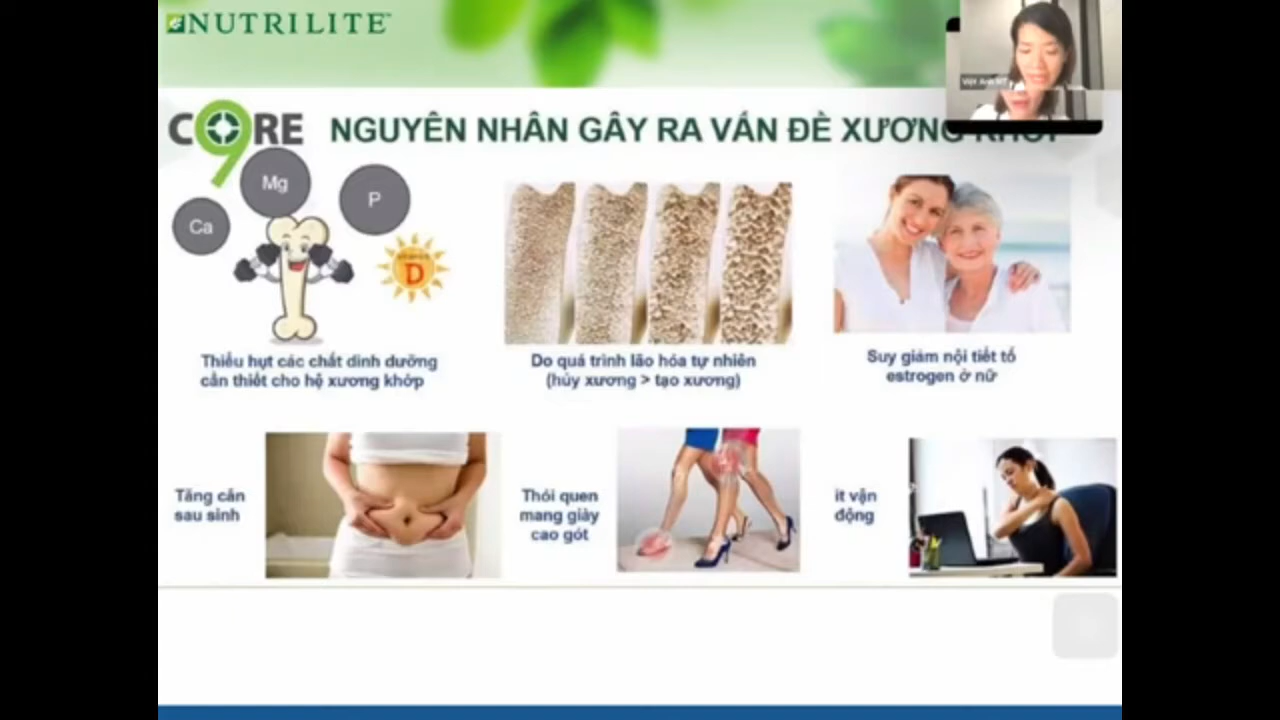 NUTRILITE
CORE
9
NGUYÊN NHÂN GÂY RA VẤN ĐỀ XƯƠNG KHỚP
Mg
P
Ca
D
Thiếu hụt các chất dinh dưỡng
cần thiết cho hệ xương khớp
Do quá trình lão hóa tự nhiên
(hủy xương > tạo xương)
Suy giảm nội tiết tố
estrogen ở nữ
Tăng cân
sau sinh
Thói quen
mang giày
cao gót
ít vận
động